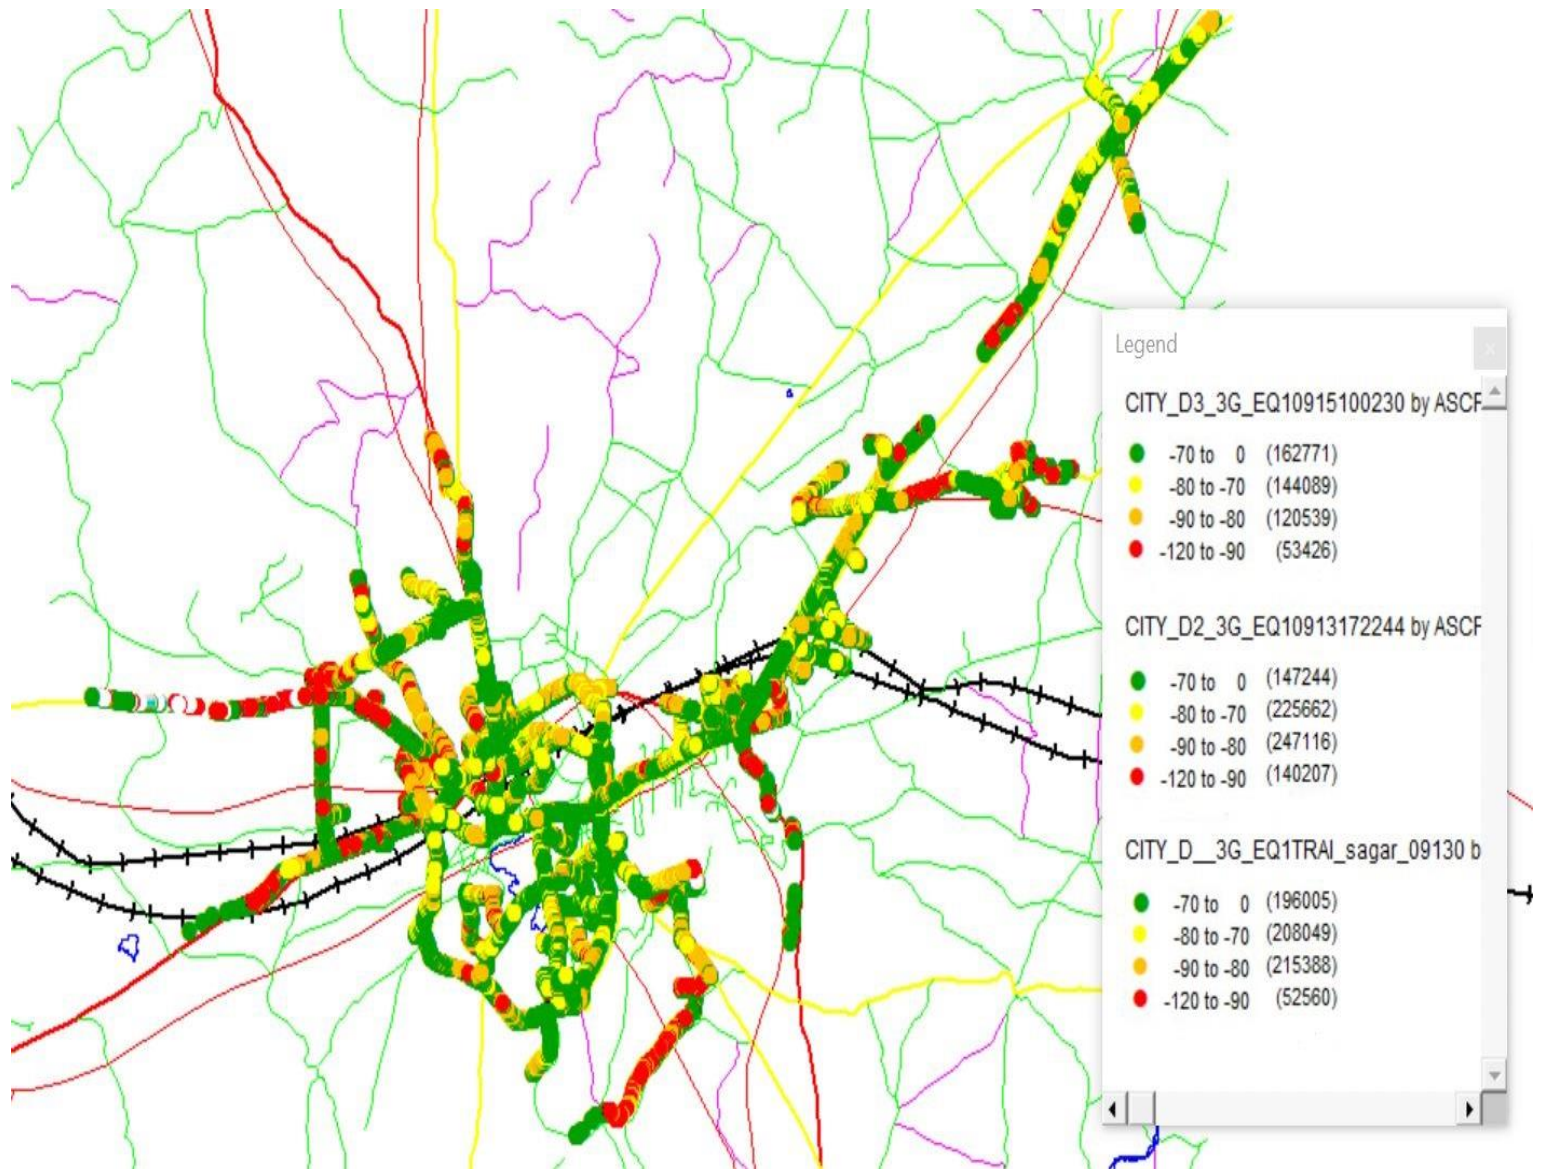 Legend
CITY_D3_3G_EQ10915100230 by ASCF
-70 to 0 (162771)
-80 to -70 (144089)
-90 to -80 (120539)
-120 to -90 (53426)
CITY_D2_3G_EQ10913172244 by ASCF
-70 to 0 (147244)
-80 to -70 (225662)
-90 to -80 (247116)
-120 to -90 (140207)
CITY_D__3G_EQ1TRAI_sagar_09130 b
-70 to 0 (196005)
-80 to -70 (208049)
-90 to -80 (215388)
-120 to -90 (52560)